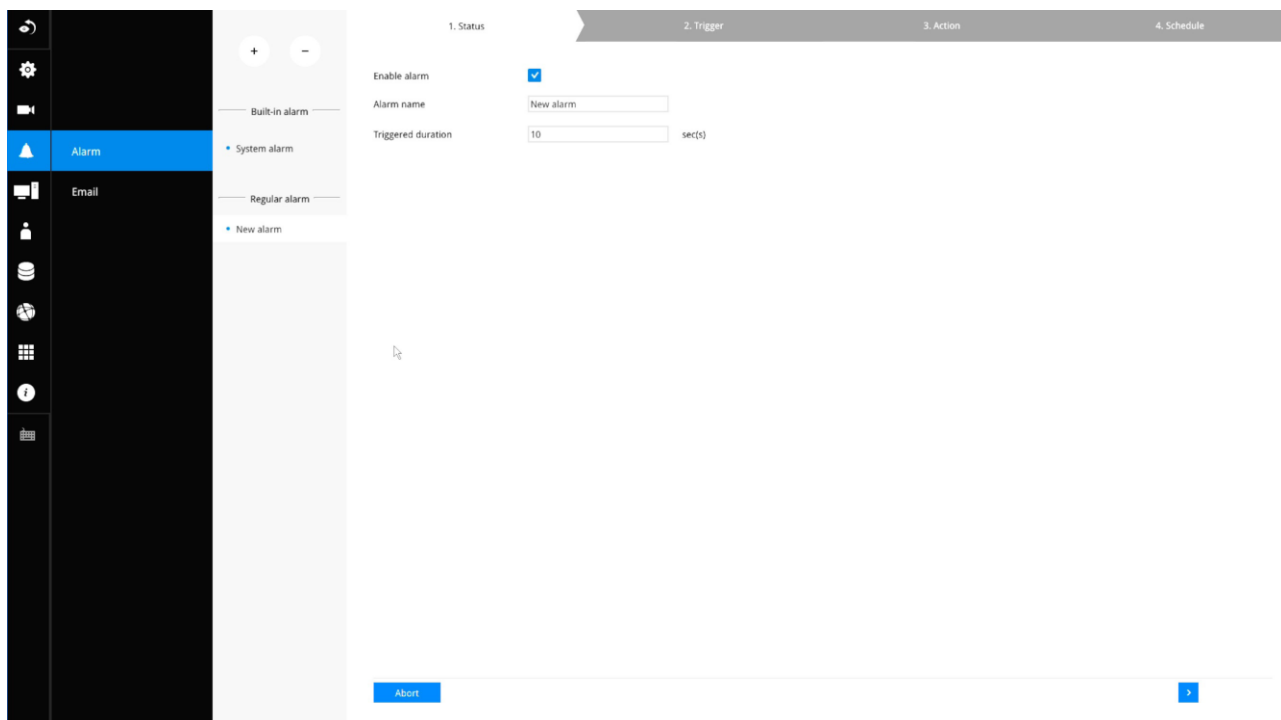 1. Status
2. Trigger
3. Action
4. Schedule
+
−
Enable alarm
Alarm name
New alarm
Triggered duration
10
sec(s)
Built-in alarm
System alarm
Regular alarm
New alarm
Alarm
Email
i
Abort
>